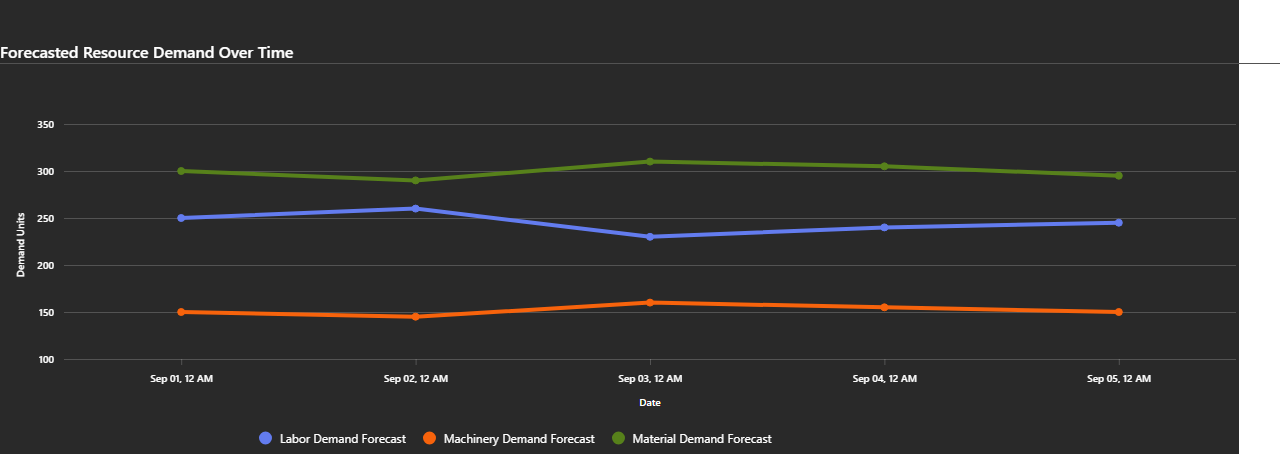 Forecasted Resource Demand Over Time
350
300
250
200
150
100
Demand Units
Sep 01, 12 AM
Sep 02, 12 AM
Sep 03, 12 AM
Sep 04, 12 AM
Sep 05, 12 AM
Date
Labor Demand Forecast
Machinery Demand Forecast
Material Demand Forecast